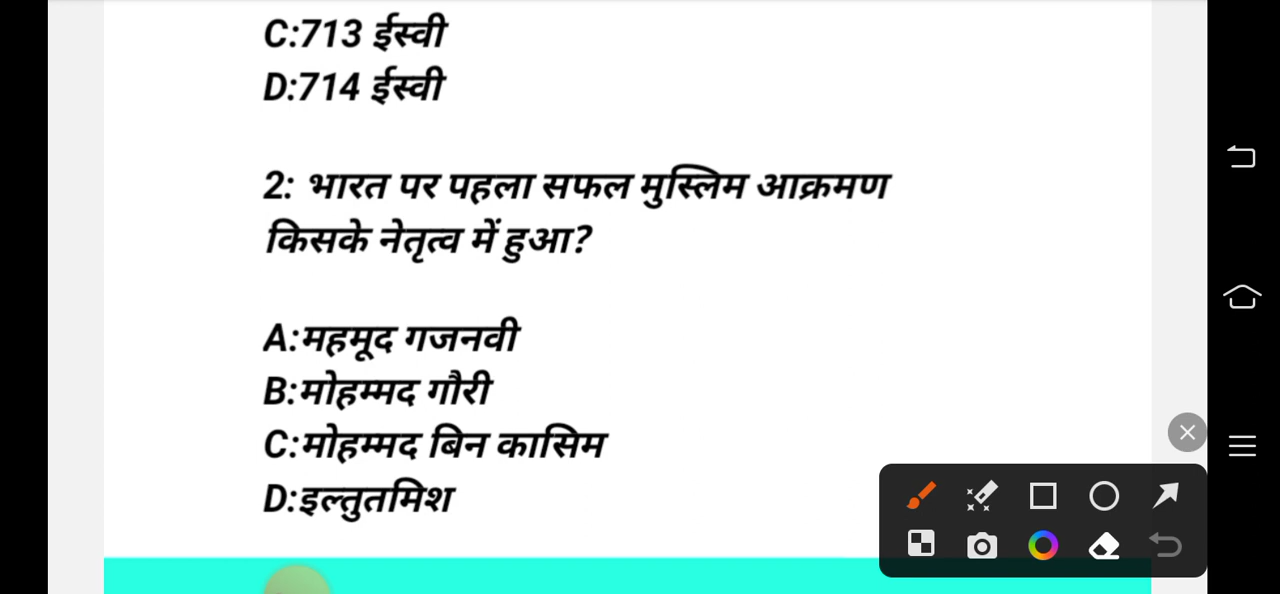 C:713 ईस्वी
D:714 ईस्वी
2: भारत पर पहला सफल मुस्लिम आक्रमण
किसके नेतृत्व में हुआ?
A:महमूद गजनवी
B:मोहम्मद गौरी
C:मोहम्मद बिन कासिम
D:इल्तुतमिश